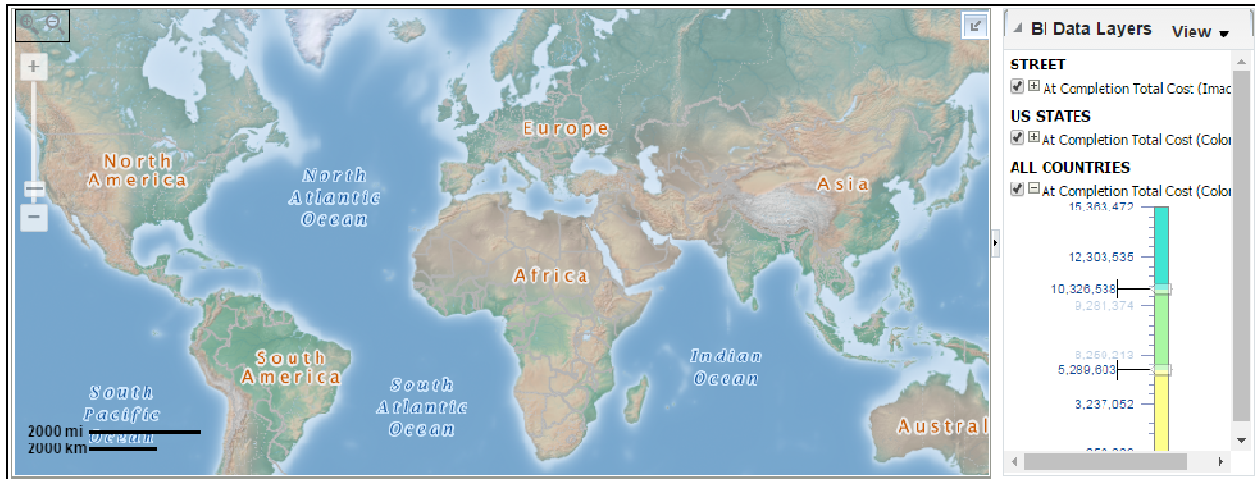 North
America
North
Atlantic
Ocean
Europe
Asia
Africa
South
America
South
Pacific
Ocean
South
Atlantic
Ocean
Indian
Ocean
Austral
2000 mi
2000 km
BI Data Layers View
STREET
At Completion Total Cost (Imag
US STATES
At Completion Total Cost (Color
ALL COUNTRIES
At Completion Total Cost (Color
15,363,472
12,303,535
10,326,538
9,281,374
5,289,603
3,237,052